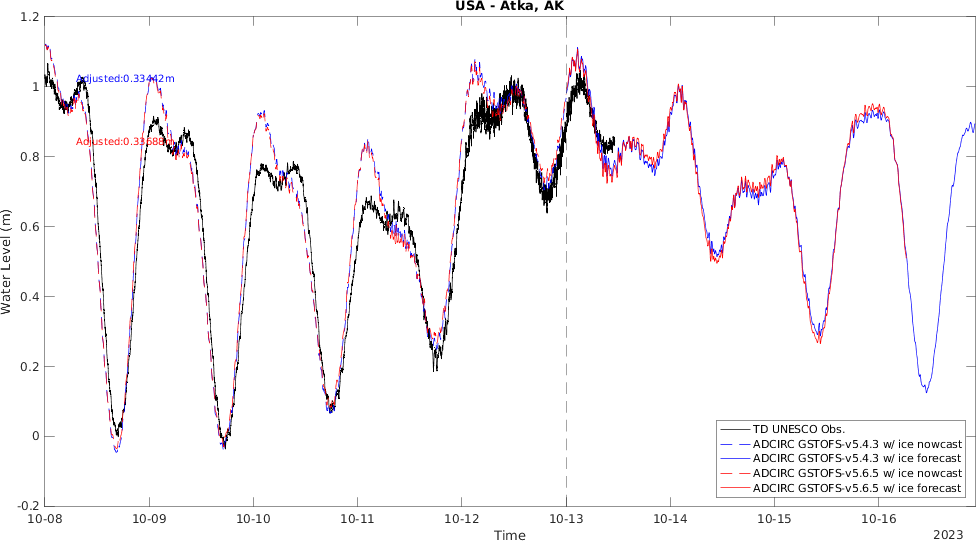 USA - Atka, AK
1.2
1
0.8
0.6
0.4
0.2
0
-0.2
Water Level (m)
Adjusted:0.33442m
TD UNESCO Obs.
ADCIRC GSTOFS-v5.4.3 w/ ice nowcast
ADCIRC GSTOFS-v5.4.3 w/ ice forecast
ADCIRC GSTOFS-v5.6.5 w/ ice nowcast
ADCIRC GSTOFS-v5.6.5 w/ ice forecast
10-08 10-09 10-10 10-11 10-12 10-13 10-14 10-15 10-16
Time
2023